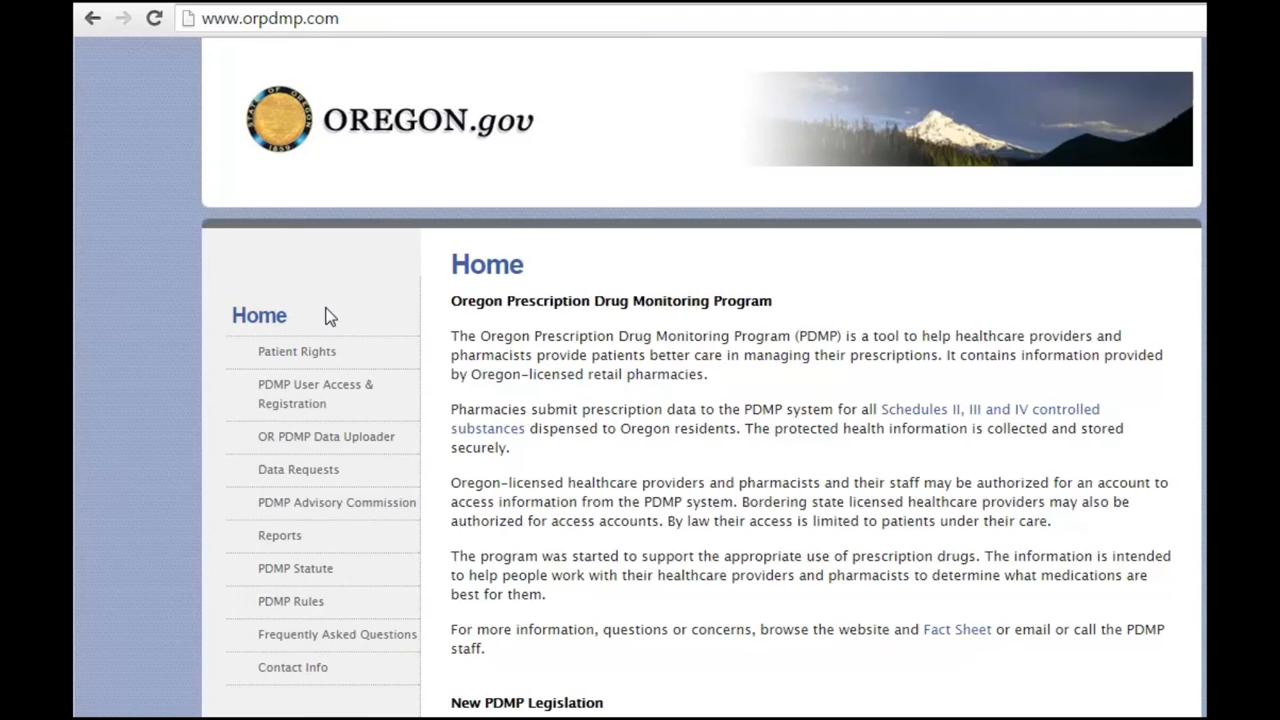 www.orpdmp.com
STATE OF OREGON
1859
OREGON.gov
Home
Patient Rights
PDMP User Access &
Registration
OR PDMP Data Uploader
Data Requests
PDMP Advisory Commission
Reports
PDMP Statute
PDMP Rules
Frequently Asked Questions
Contact Info
Home
Oregon Prescription Drug Monitoring Program
The Oregon Prescription Drug Monitoring Program (PDMP) is a tool to help healthcare providers and
pharmacists provide patients better care in managing their prescriptions. It contains information provided
by Oregon-licensed retail pharmacies.
Pharmacies submit prescription data to the PDMP system for all Schedules II, III and IV controlled
substances dispensed to Oregon residents. The protected health information is collected and stored
securely.
Oregon-licensed healthcare providers and pharmacists and their staff may be authorized for an account to
access information from the PDMP system. Bordering state licensed healthcare providers may also be
authorized for access accounts. By law their access is limited to patients under their care.
The program was started to support the appropriate use of prescription drugs. The information is intended
to help people work with their healthcare providers and pharmacists to determine what medications are
best for them.
For more information, questions or concerns, browse the website and Fact Sheet or email or call the PDMP
staff.
New PDMP Legislation